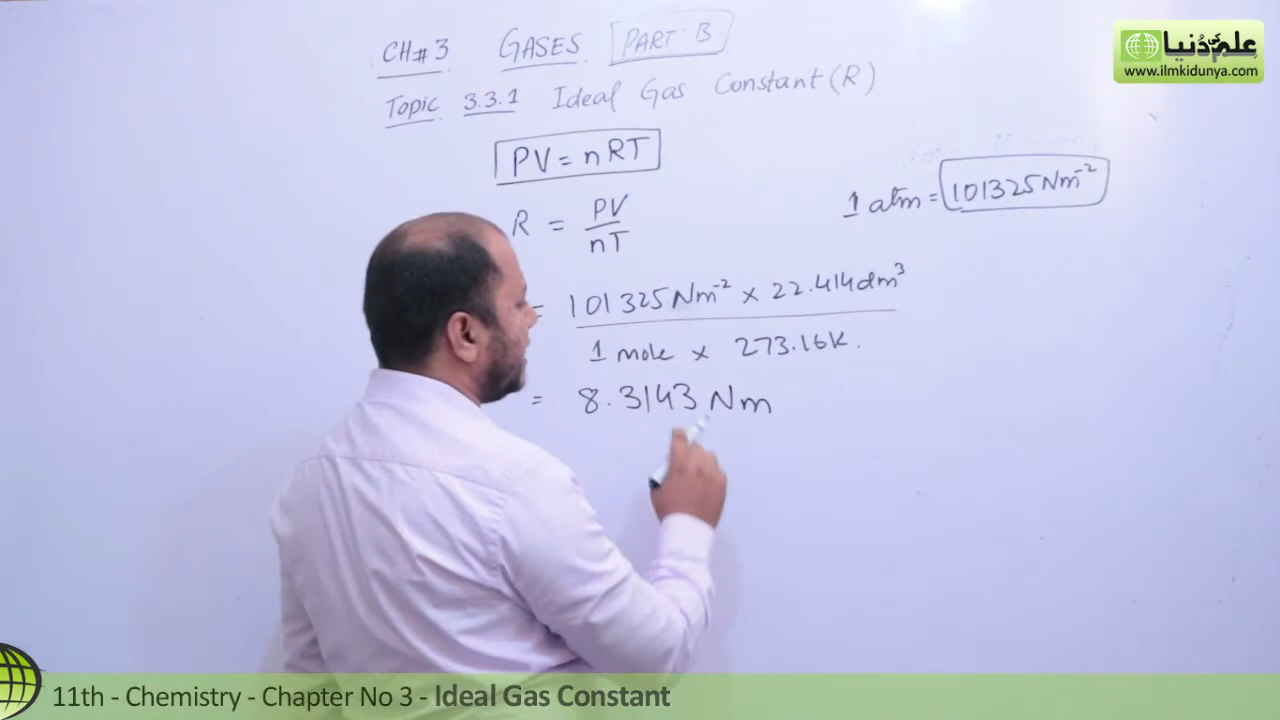 CH#3 GASES PART B
علم کی دُنیا
www.ilmkidunya.com
Topic 3.3.1 Ideal Gas Constant (R)
PV = nRT
1 atm = 101325 Nm⁻²
R = PV / nT
= 101325 Nm⁻² × 22.414 dm³
1 mole × 273.16 K.
= 8.3143 Nm
11th - Chemistry - Chapter No 3 - Ideal Gas Constant